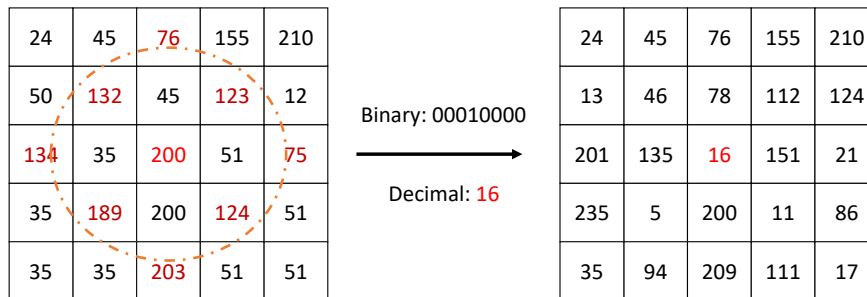 24 45 76 155 210
50 132 45 123 12
134 35 200 51 75
35 189 200 124 51
35 35 203 51 51
Binary: 00010000
Decimal: 16
24 45 76 155 210
13 46 78 112 124
201 135 16 151 21
235 5 200 11 86
35 94 209 111 17